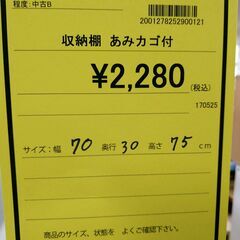 程度:中古B
2001278252900121
収納棚 あみカゴ付
¥2,280(税込)
170525
サイズ:幅 70 奥行 30 高さ 75 cm
商品のサイズ、状態を よくご確認下さい。